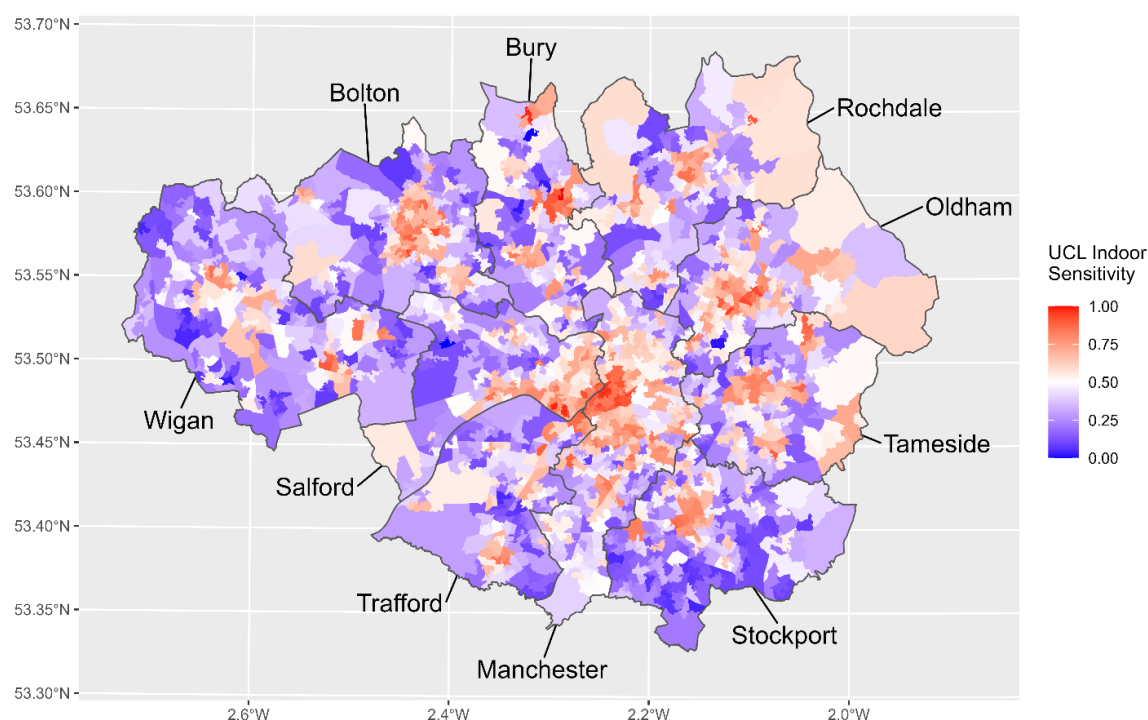 53.70°N
Bury
Bolton
53.65°N
Rochdale
53.60°N
Oldham
53.55°N
UCL Indoor
Sensitivity
1.00
0.75
0.50
0.25
0.00
53.50°N
Wigan
53.45°N
Tameside
Salford
53.40°N
Trafford
53.35°N
Stockport
Manchester
53.30°N
2.6°W
2.4°W
2.2°W
2.0°W